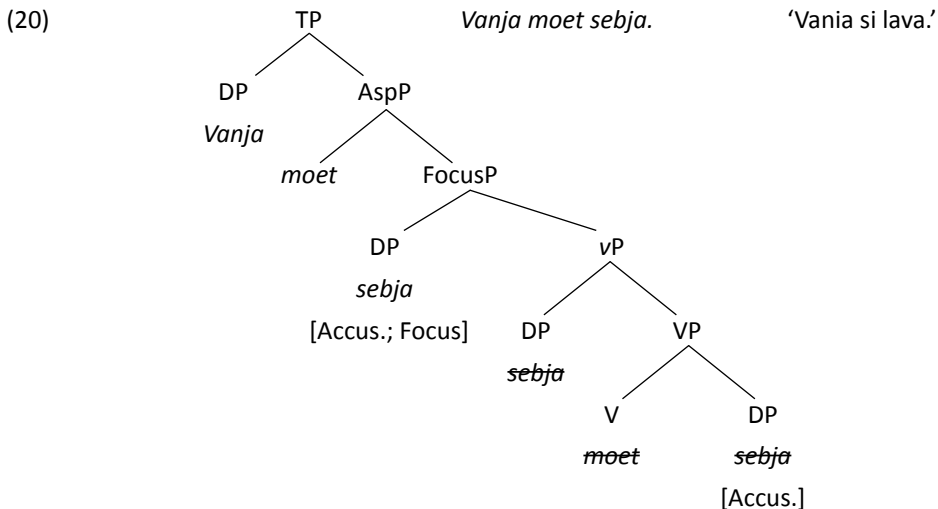 (20) TP Vanja moet sebja. ‘Vania si lava.’
DP AspP
Vanja
moet FocusP
DP vP
sebja
[Accus.; Focus] DP VP
sebja
V DP
moet sebja
[Accus.]